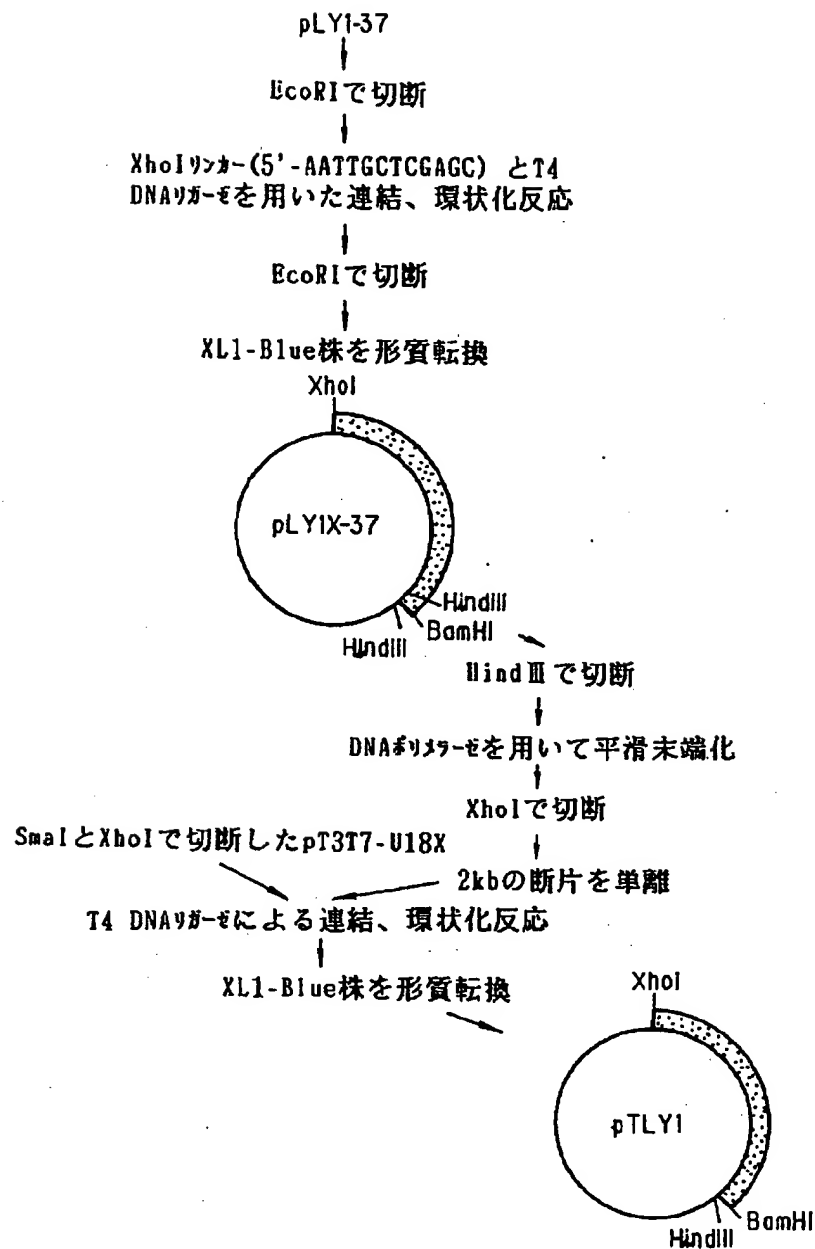 pLY1-37
EcoRIで切断
XhoIリンカー(5'-AATTGCTCGAGC) とT4
DNAリガーゼを用いた連結、環状化反応
EcoRIで切断
XL1-Blue株を形質転換
XhoI
pLY1X-37
HindIII
BamHI
HindIII
HindⅢで切断
DNAポリメラーゼを用いて平滑末端化
XhoIで切断
SmaIとXhoIで切断したpT3T7-U18X
2kbの断片を単離
T4 DNAリガーゼによる連結、環状化反応
XL1-Blue株を形質転換
XhoI
pTLY1
BamHI
HindIII